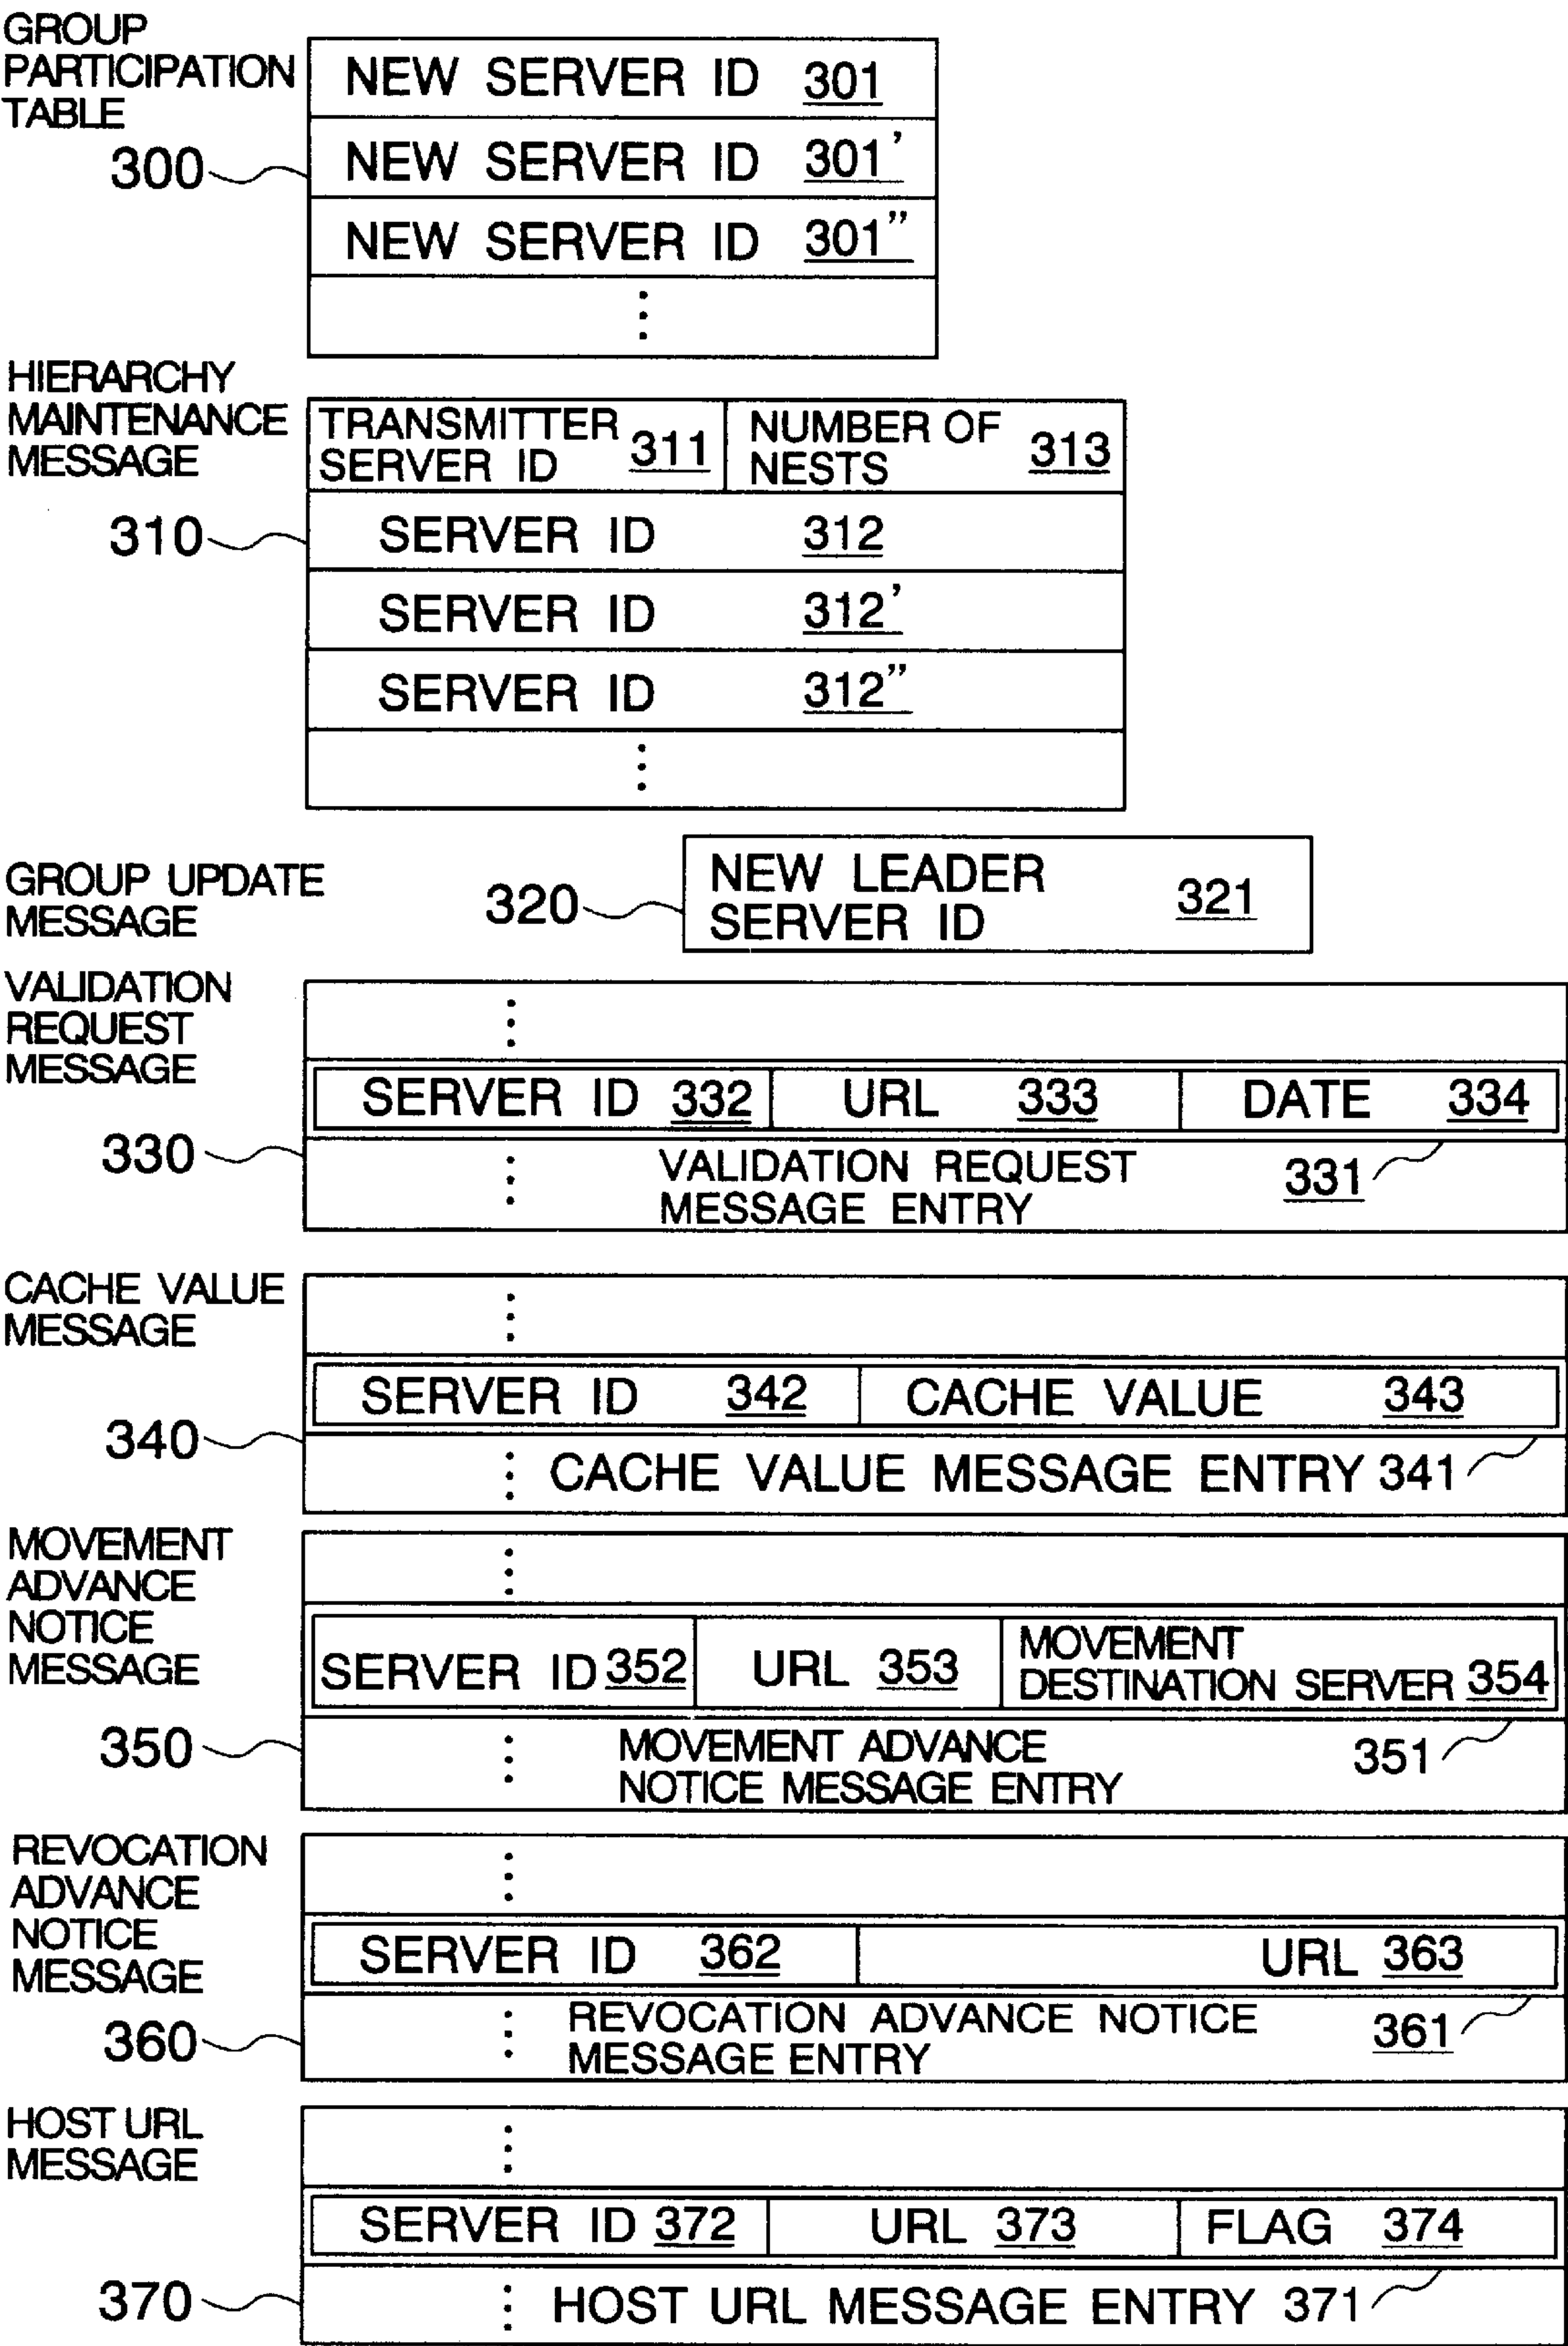 GROUP
PARTICIPATION
TABLE
300
NEW SERVER ID 301
NEW SERVER ID 301'
NEW SERVER ID 301"
⋮
HIERARCHY
MAINTENANCE
MESSAGE
310
TRANSMITTER
SERVER ID 311
NUMBER OF
NESTS 313
SERVER ID 312
SERVER ID 312'
SERVER ID 312"
⋮
GROUP UPDATE
MESSAGE
320
NEW LEADER
SERVER ID 321
VALIDATION
REQUEST
MESSAGE
330
⋮
SERVER ID 332 URL 333 DATE 334
⋮
VALIDATION REQUEST
MESSAGE ENTRY
331
CACHE VALUE
MESSAGE
340
⋮
SERVER ID 342 CACHE VALUE 343
⋮ CACHE VALUE MESSAGE ENTRY 341
MOVEMENT
ADVANCE
NOTICE
MESSAGE
350
⋮
SERVER ID 352 URL 353
MOVEMENT
DESTINATION SERVER 354
⋮
MOVEMENT ADVANCE
NOTICE MESSAGE ENTRY
351
REVOCATION
ADVANCE
NOTICE
MESSAGE
360
⋮
SERVER ID 362 URL 363
⋮
REVOCATION ADVANCE NOTICE
MESSAGE ENTRY
361
HOST URL
MESSAGE
370
⋮
SERVER ID 372 URL 373 FLAG 374
⋮ HOST URL MESSAGE ENTRY 371